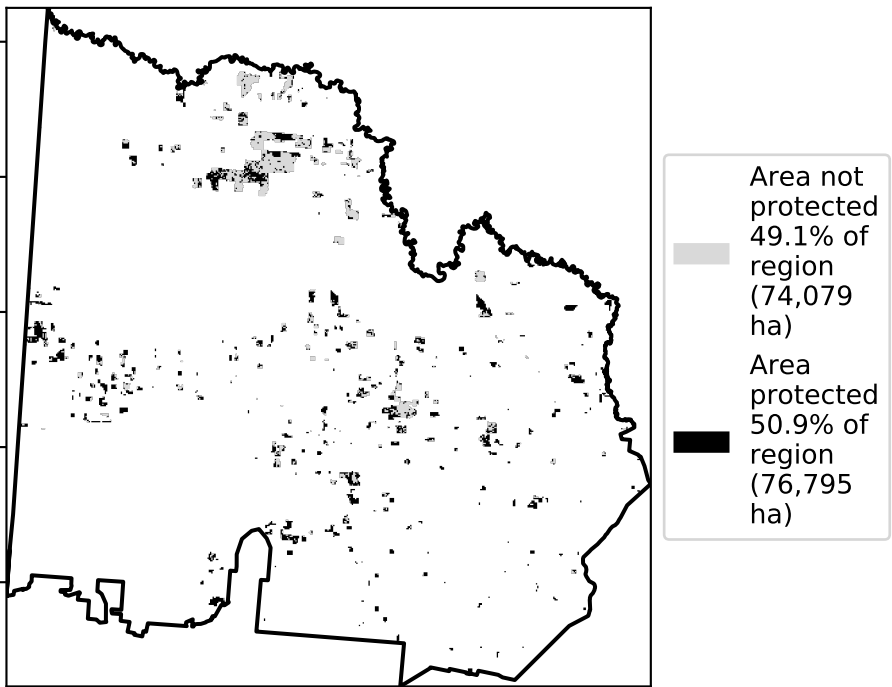 Area not
protected
49.1% of
region
(74,079
ha)
Area
protected
50.9% of
region
(76,795
ha)